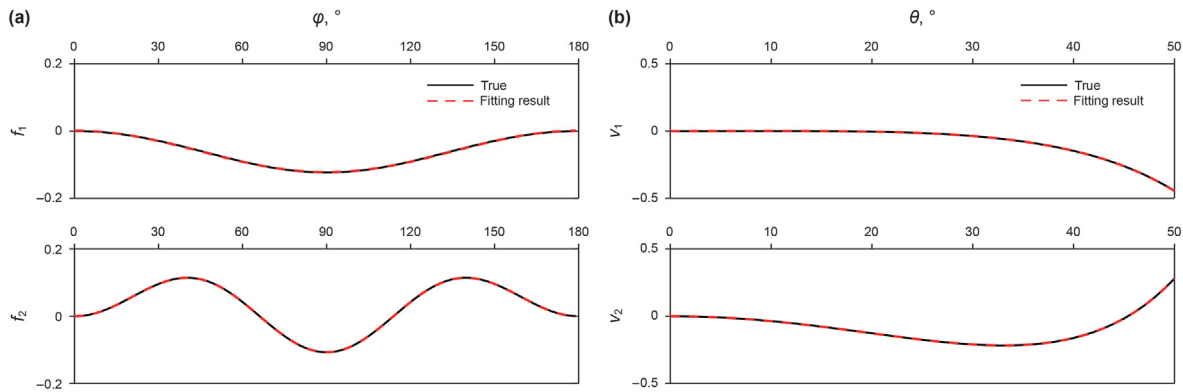 (a)
φ, °
0 30 60 90 120 150 180
0.2
0
–0.2
f₁
True
Fitting result
0 30 60 90 120 150 180
0.2
0
–0.2
f₂
(b)
θ, °
0 10 20 30 40 50
0.5
0
–0.5
v₁
True
Fitting result
0 10 20 30 40 50
0.5
0
–0.5
v₂